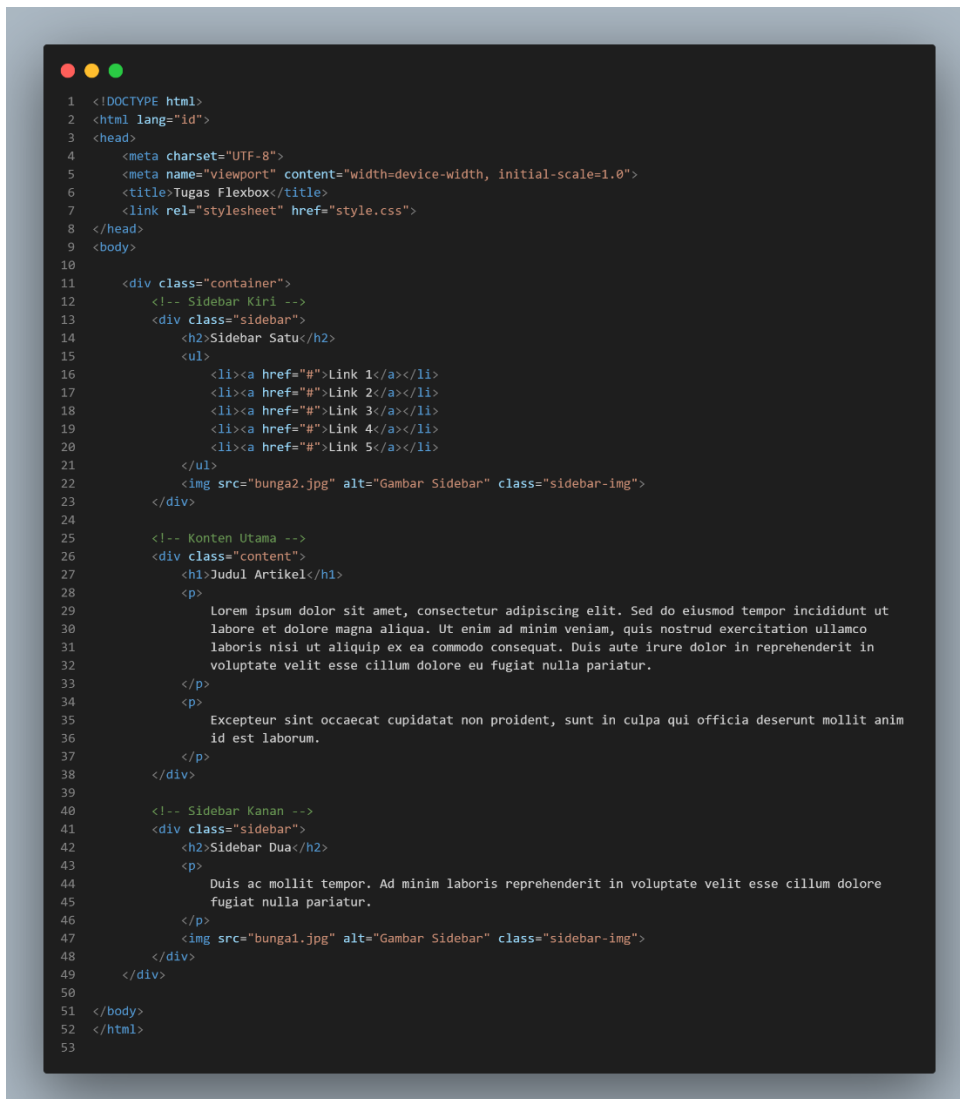 1 <!DOCTYPE html>
2 <html lang="id">
3 <head>
4     <meta charset="UTF-8">
5     <meta name="viewport" content="width=device-width, initial-scale=1.0">
6     <title>Tugas Flexbox</title>
7     <link rel="stylesheet" href="style.css">
8 </head>
9 <body>
10
11     <div class="container">
12         <!-- Sidebar Kiri -->
13         <div class="sidebar">
14             <h2>Sidebar Satu</h2>
15             <ul>
16                 <li><a href="#">Link 1</a></li>
17                 <li><a href="#">Link 2</a></li>
18                 <li><a href="#">Link 3</a></li>
19                 <li><a href="#">Link 4</a></li>
20                 <li><a href="#">Link 5</a></li>
21             </ul>
22             <img src="bunga2.jpg" alt="Gambar Sidebar" class="sidebar-img">
23         </div>
24
25         <!-- Konten Utama -->
26         <div class="content">
27             <h1>Judul Artikel</h1>
28             <p>
29                 Lorem ipsum dolor sit amet, consectetur adipiscing elit. Sed do eiusmod tempor incididunt ut
30                 labore et dolore magna aliqua. Ut enim ad minim veniam, quis nostrud exercitation ullamco
31                 laboris nisi ut aliquip ex ea commodo consequat. Duis aute irure dolor in reprehenderit in
32                 voluptate velit esse cillum dolore eu fugiat nulla pariatur.
33             </p>
34             <p>
35                 Excepteur sint occaecat cupidatat non proident, sunt in culpa qui officia deserunt mollit anim
36                 id est laborum.
37             </p>
38         </div>
39
40         <!-- Sidebar Kanan -->
41         <div class="sidebar">
42             <h2>Sidebar Dua</h2>
43             <p>
44                 Duis ac mollit tempor. Ad minim laboris reprehenderit in voluptate velit esse cillum dolore
45                 fugiat nulla pariatur.
46             </p>
47             <img src="bunga1.jpg" alt="Gambar Sidebar" class="sidebar-img">
48         </div>
49     </div>
50
51 </body>
52 </html>
53